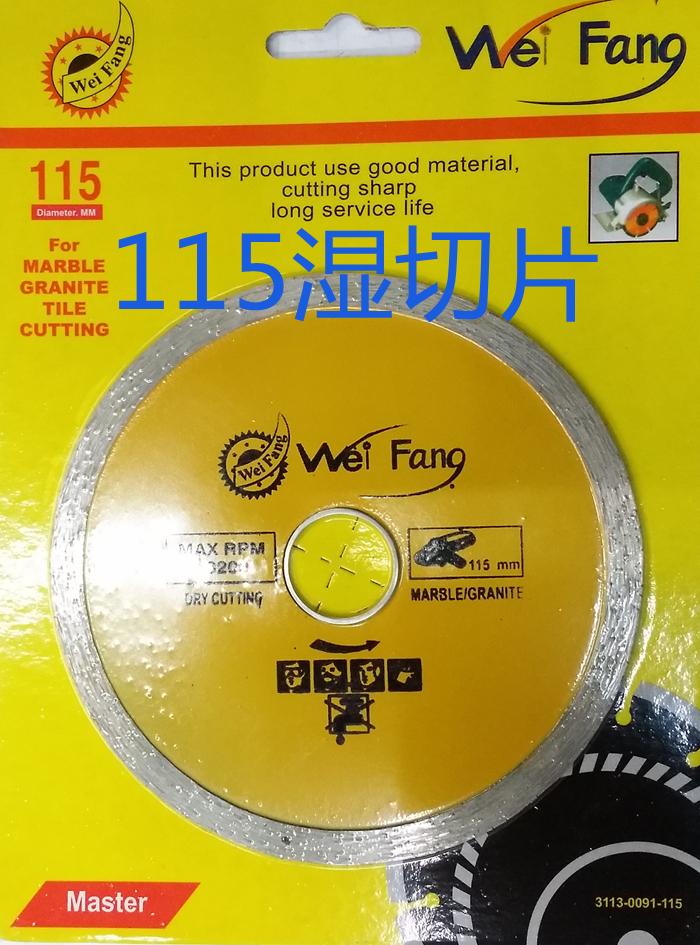 Wei Fang
Wei Fang
115
Diameter. MM
This product use good material,
cutting sharp
long service life
For
MARBLE
GRANITE
TILE
CUTTING
115湿切片
Wei Fang
Wei Fang
MAX RPM
DRY CUTTING
115 mm
MARBLE/GRANITE
Master
3113-0091-115